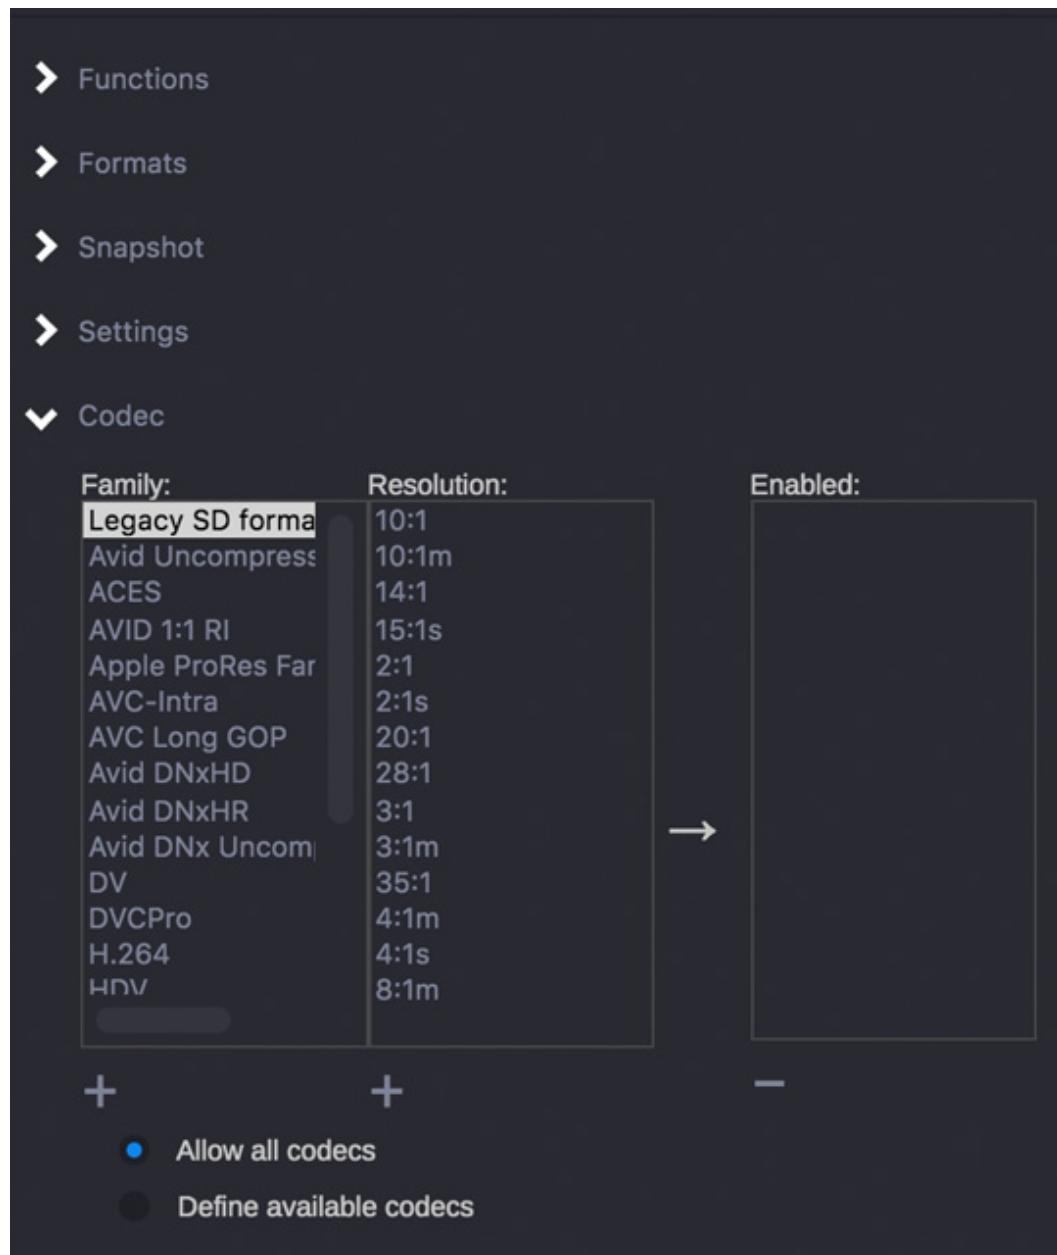 Functions
Formats
Snapshot
Settings
Codec
Family:
Legacy SD forma
Avid Uncompress
ACES
AVID 1:1 RI
Apple ProRes Far
AVC-Intra
AVC Long GOP
Avid DNxHD
Avid DNxHR
Avid DNx Uncom
DV
DVCPro
H.264
HDV
Resolution:
10:1
10:1m
14:1
15:1s
2:1
2:1s
20:1
28:1
3:1
3:1m
35:1
4:1m
4:1s
8:1m
→
Enabled:
+
+
−
Allow all codecs
Define available codecs